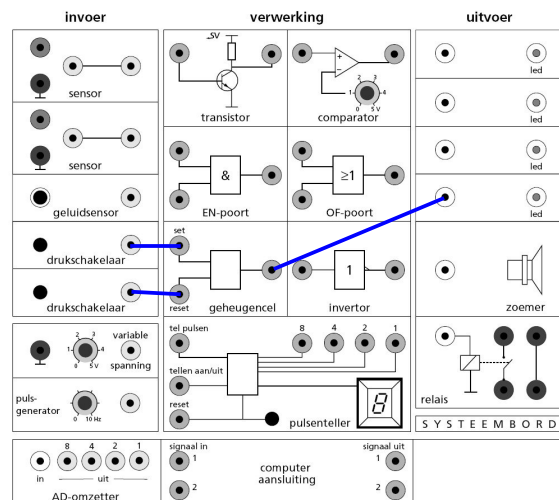 invoer
verwerking
uitvoer
sensor
sensor
geluidsensor
drukschakelaar
drukschakelaar
2 3
1 4
0 5 V
variable
spanning
puls-
generator
0 10 Hz
5V
transistor
+
−
2 3
1 4
0 5 V
comparator
&
EN-poort
≥1
OF-poort
set
reset
geheugencel
1
invertor
tel pulsen
8 4 2 1
tellen aan/uit
reset
8
pulsenteller
led
led
led
led
zoemer
relais
SYSTEEMBORD
8 4 2 1
in uit
AD-omzetter
signaal in
1
2
computer
aansluiting
signaal uit
1
2